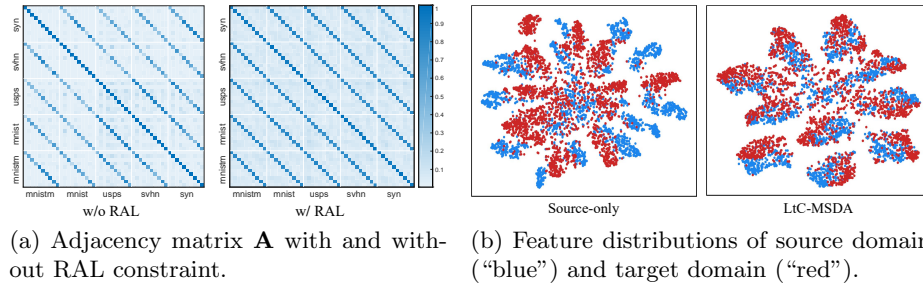 syn
svhn
usps
mnist
mnistm
mnistm mnist usps svhn syn
w/o RAL
mnistm mnist usps svhn syn
w/ RAL
1
0.9
0.8
0.7
0.6
0.5
0.4
0.3
0.2
0.1
Source-only
LtC-MSDA
(a) Adjacency matrix A with and with-
out RAL constraint.
(b) Feature distributions of source domain
(“blue”) and target domain (“red”).